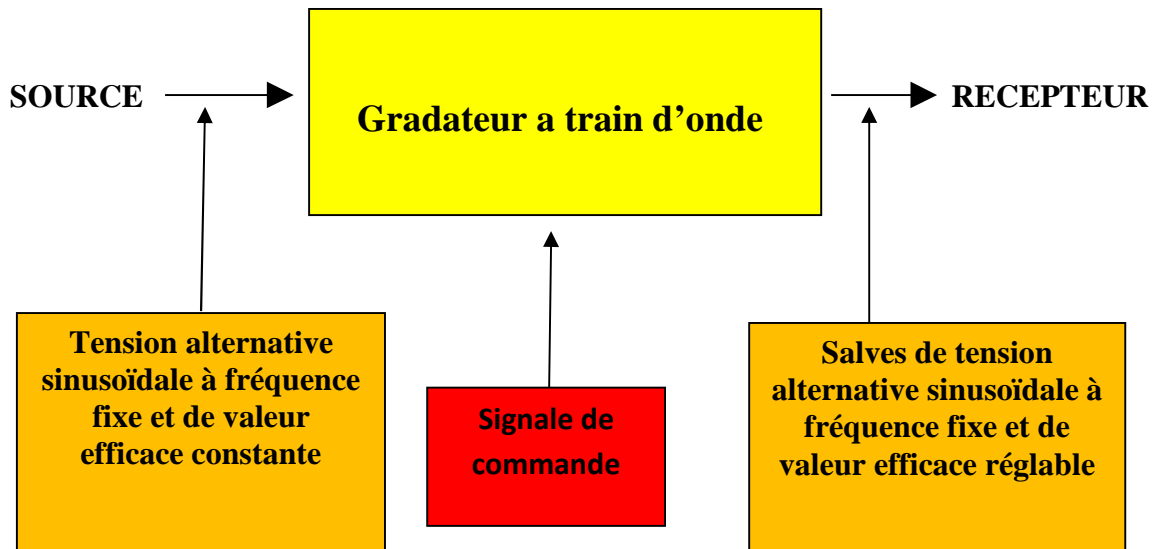 SOURCE
Gradateur a train d’onde
RECEPTEUR
Tension alternative
sinusoïdale à fréquence
fixe et de valeur
efficace constante
Signale de
commande
Salves de tension
alternative sinusoïdale à
fréquence fixe et de
valeur efficace réglable